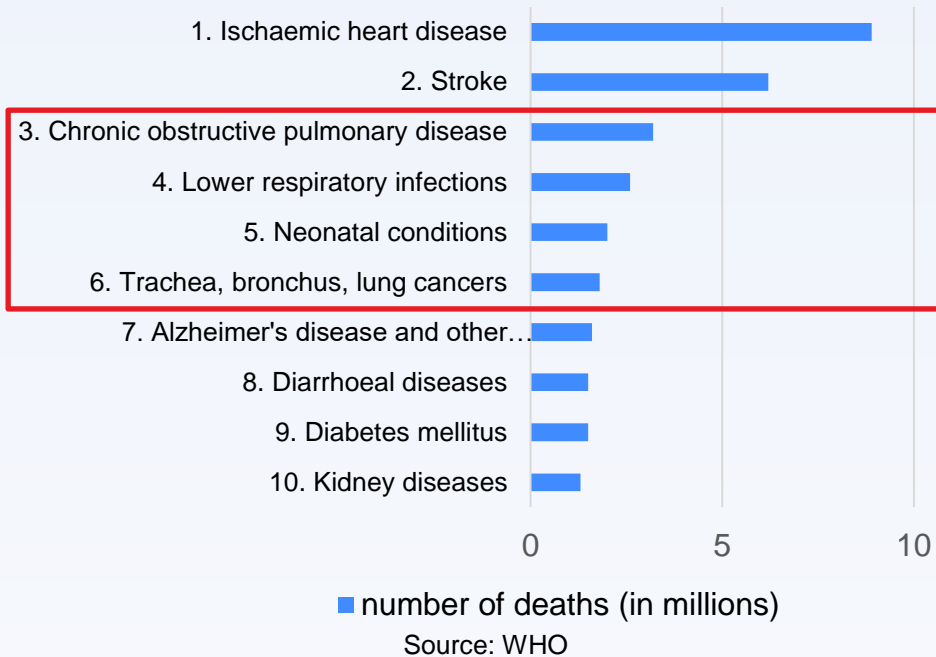 1. Ischaemic heart disease
2. Stroke
3. Chronic obstructive pulmonary disease
4. Lower respiratory infections
5. Neonatal conditions
6. Trachea, bronchus, lung cancers
7. Alzheimer's disease and other…
8. Diarrhoeal diseases
9. Diabetes mellitus
10. Kidney diseases
0 5 10
number of deaths (in millions)
Source: WHO